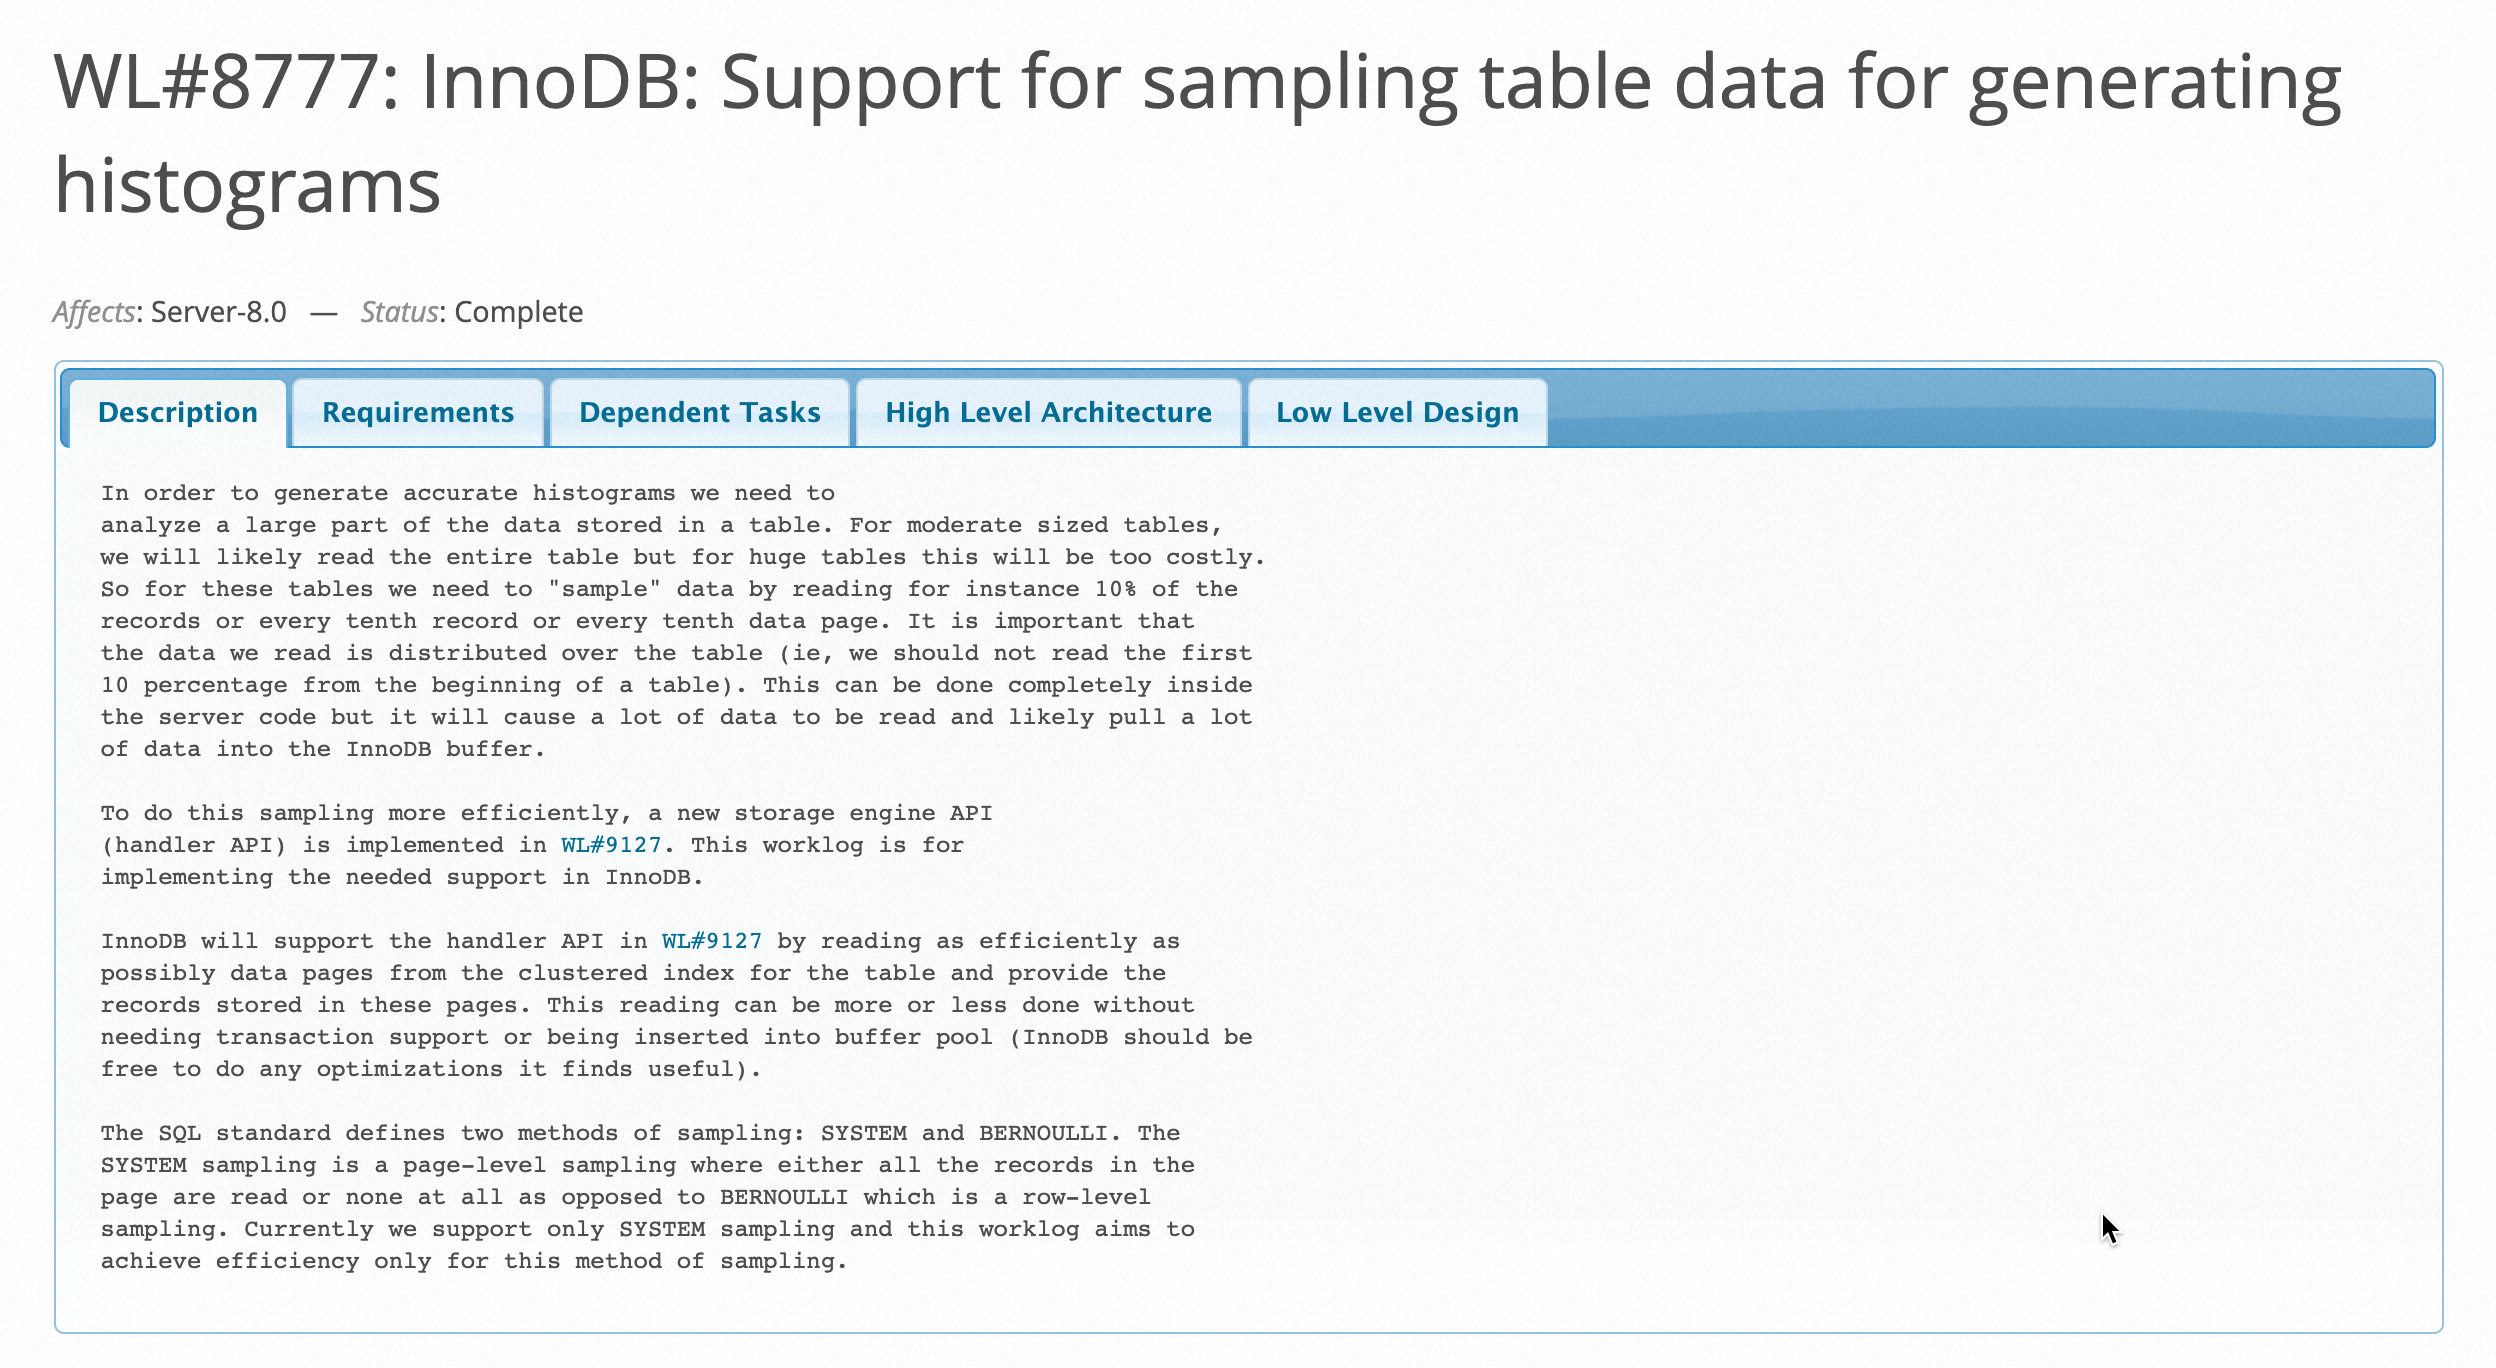 WL#8777: InnoDB: Support for sampling table data for generating
histograms
Affects: Server-8.0 — Status: Complete
Description Requirements Dependent Tasks High Level Architecture Low Level Design
In order to generate accurate histograms we need to
analyze a large part of the data stored in a table. For moderate sized tables,
we will likely read the entire table but for huge tables this will be too costly.
So for these tables we need to "sample" data by reading for instance 10% of the
records or every tenth record or every tenth data page. It is important that
the data we read is distributed over the table (ie, we should not read the first
10 percentage from the beginning of a table). This can be done completely inside
the server code but it will cause a lot of data to be read and likely pull a lot
of data into the InnoDB buffer.
To do this sampling more efficiently, a new storage engine API
(handler API) is implemented in WL#9127. This worklog is for
implementing the needed support in InnoDB.
InnoDB will support the handler API in WL#9127 by reading as efficiently as
possibly data pages from the clustered index for the table and provide the
records stored in these pages. This reading can be more or less done without
needing transaction support or being inserted into buffer pool (InnoDB should be
free to do any optimizations it finds useful).
The SQL standard defines two methods of sampling: SYSTEM and BERNOULLI. The
SYSTEM sampling is a page-level sampling where either all the records in the
page are read or none at all as opposed to BERNOULLI which is a row-level
sampling. Currently we support only SYSTEM sampling and this worklog aims to
achieve efficiency only for this method of sampling.